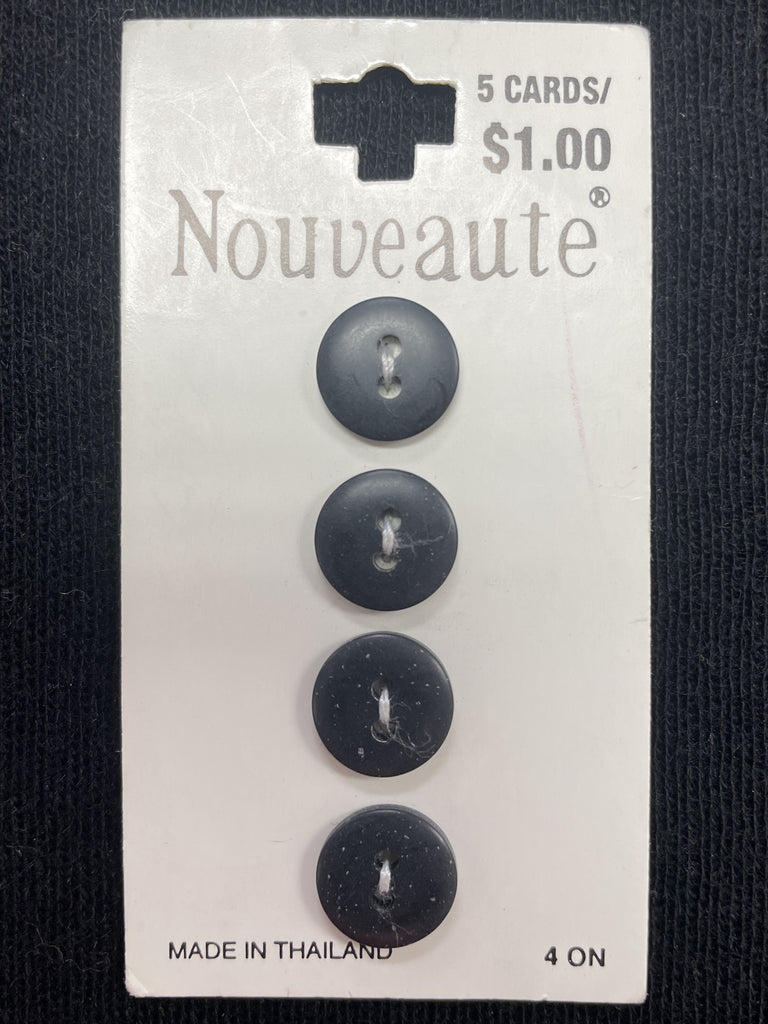 5 CARDS/
$1.00
Nouveaute®
MADE IN THAILAND
4 ON